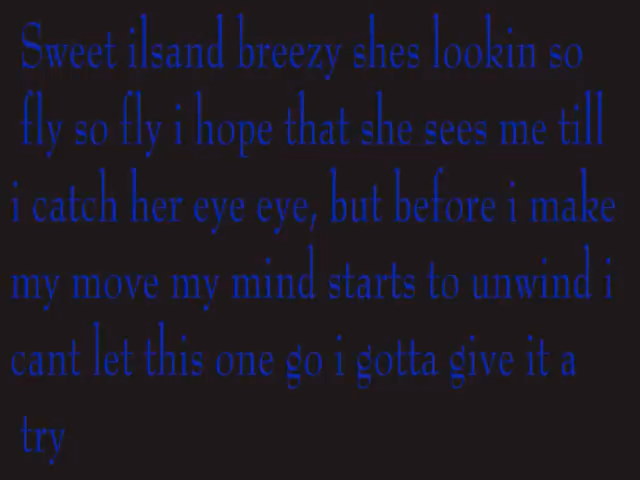 Sweet ilsand breezy shes lookin so
fly so fly i hope that she sees me till
i catch her eye eye, but before i make
my move my mind starts to unwind i
cant let this one go i gotta give it a
try